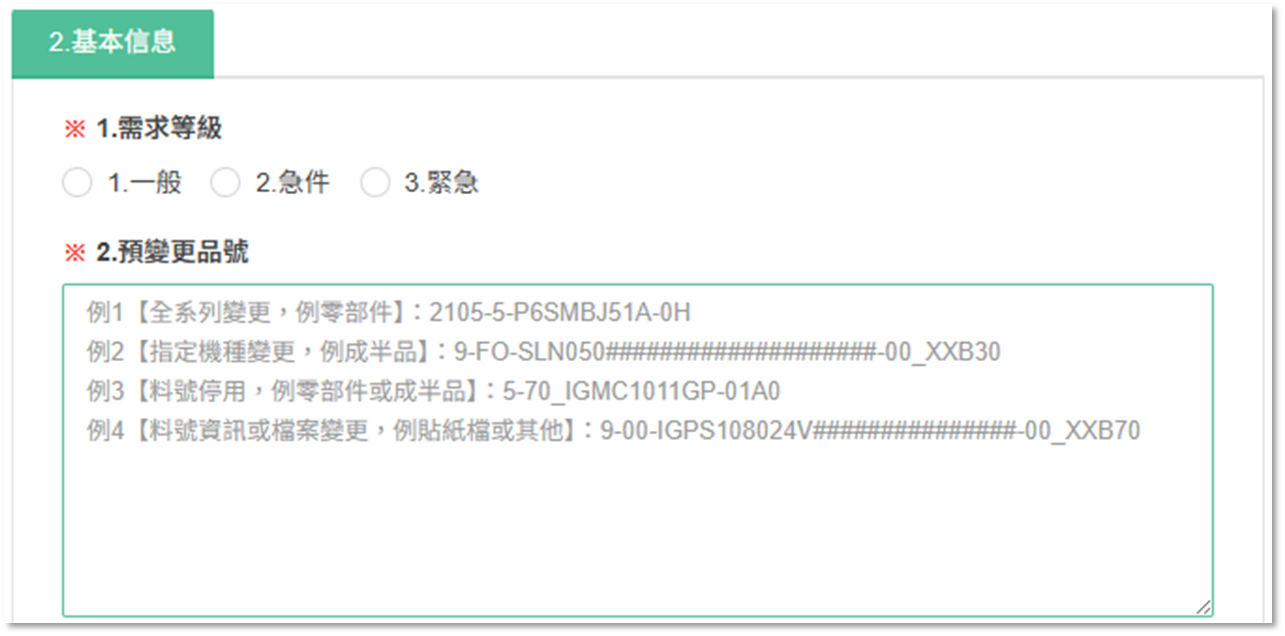 2.基本信息
※ 1.需求等級
1.一般 2.急件 3.緊急
※ 2.預變更品號
例1【全系列變更，例零部件】：2105-5-P6SMBJ51A-0H
例2【指定機種變更，例成半品】：9-FO-SLN050####################-00_XXB30
例3【料號停用，例零部件或成半品】：5-70_IGMC1011GP-01A0
例4【料號資訊或檔案變更，例貼紙檔或其他】：9-00-IGPS108024V###############-00_XXB70